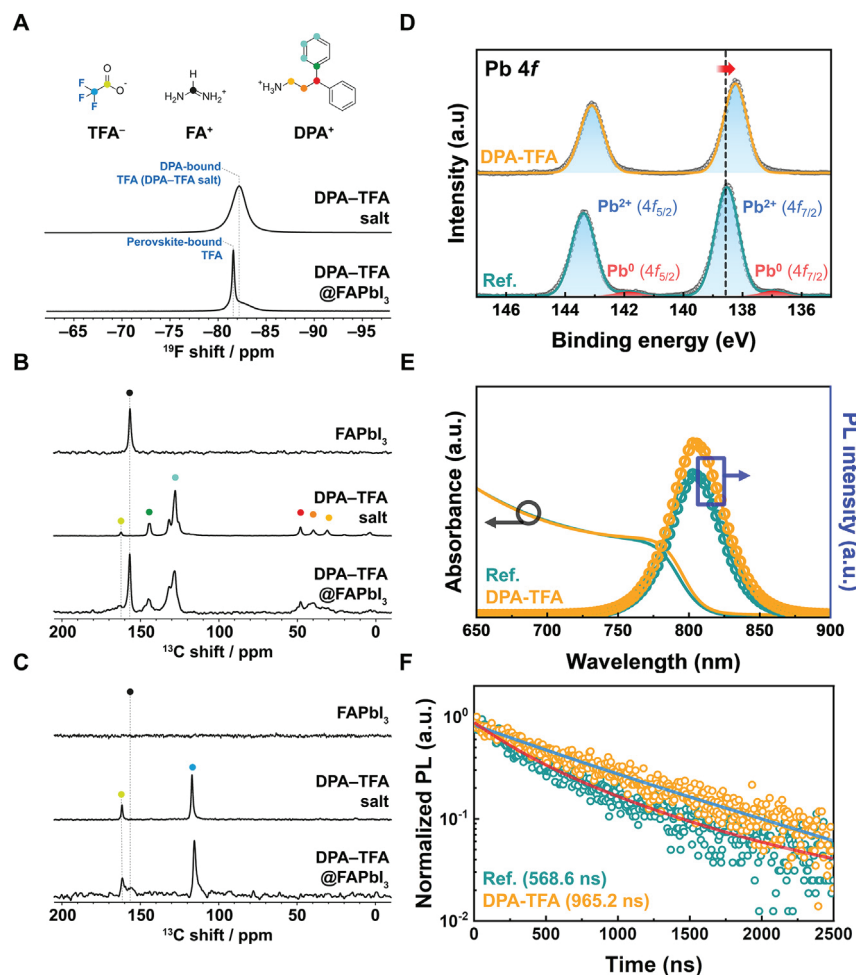 A
H
O
O-
F
F
F
H₂N
NH₂+
+H₃N
TFA⁻
FA⁺
DPA⁺
DPA-bound
TFA (DPA–TFA salt)
DPA–TFA
salt
Perovskite-bound
TFA
DPA–TFA
@FAPbI₃
–65 –70 –75 –80 –85 –90 –95
¹⁹F shift / ppm
B
FAPbI₃
DPA–TFA
salt
DPA–TFA
@FAPbI₃
200 150 100 50 0
¹³C shift / ppm
C
FAPbI₃
DPA–TFA
salt
DPA–TFA
@FAPbI₃
200 150 100 50 0
¹³C shift / ppm
D
Pb 4f
DPA-TFA
Pb²⁺ (4f₅/₂)
Pb²⁺ (4f₇/₂)
Pb⁰ (4f₅/₂)
Pb⁰ (4f₇/₂)
Ref.
Intensity (a.u)
146 144 142 140 138 136
Binding energy (eV)
E
Absorbance (a.u.)
PL intensity (a.u.)
Ref.
DPA-TFA
650 700 750 800 850 900
Wavelength (nm)
F
Normalized PL (a.u.)
10⁰
10⁻¹
10⁻²
Ref. (568.6 ns)
DPA-TFA (965.2 ns)
0 500 1000 1500 2000 2500
Time (ns)